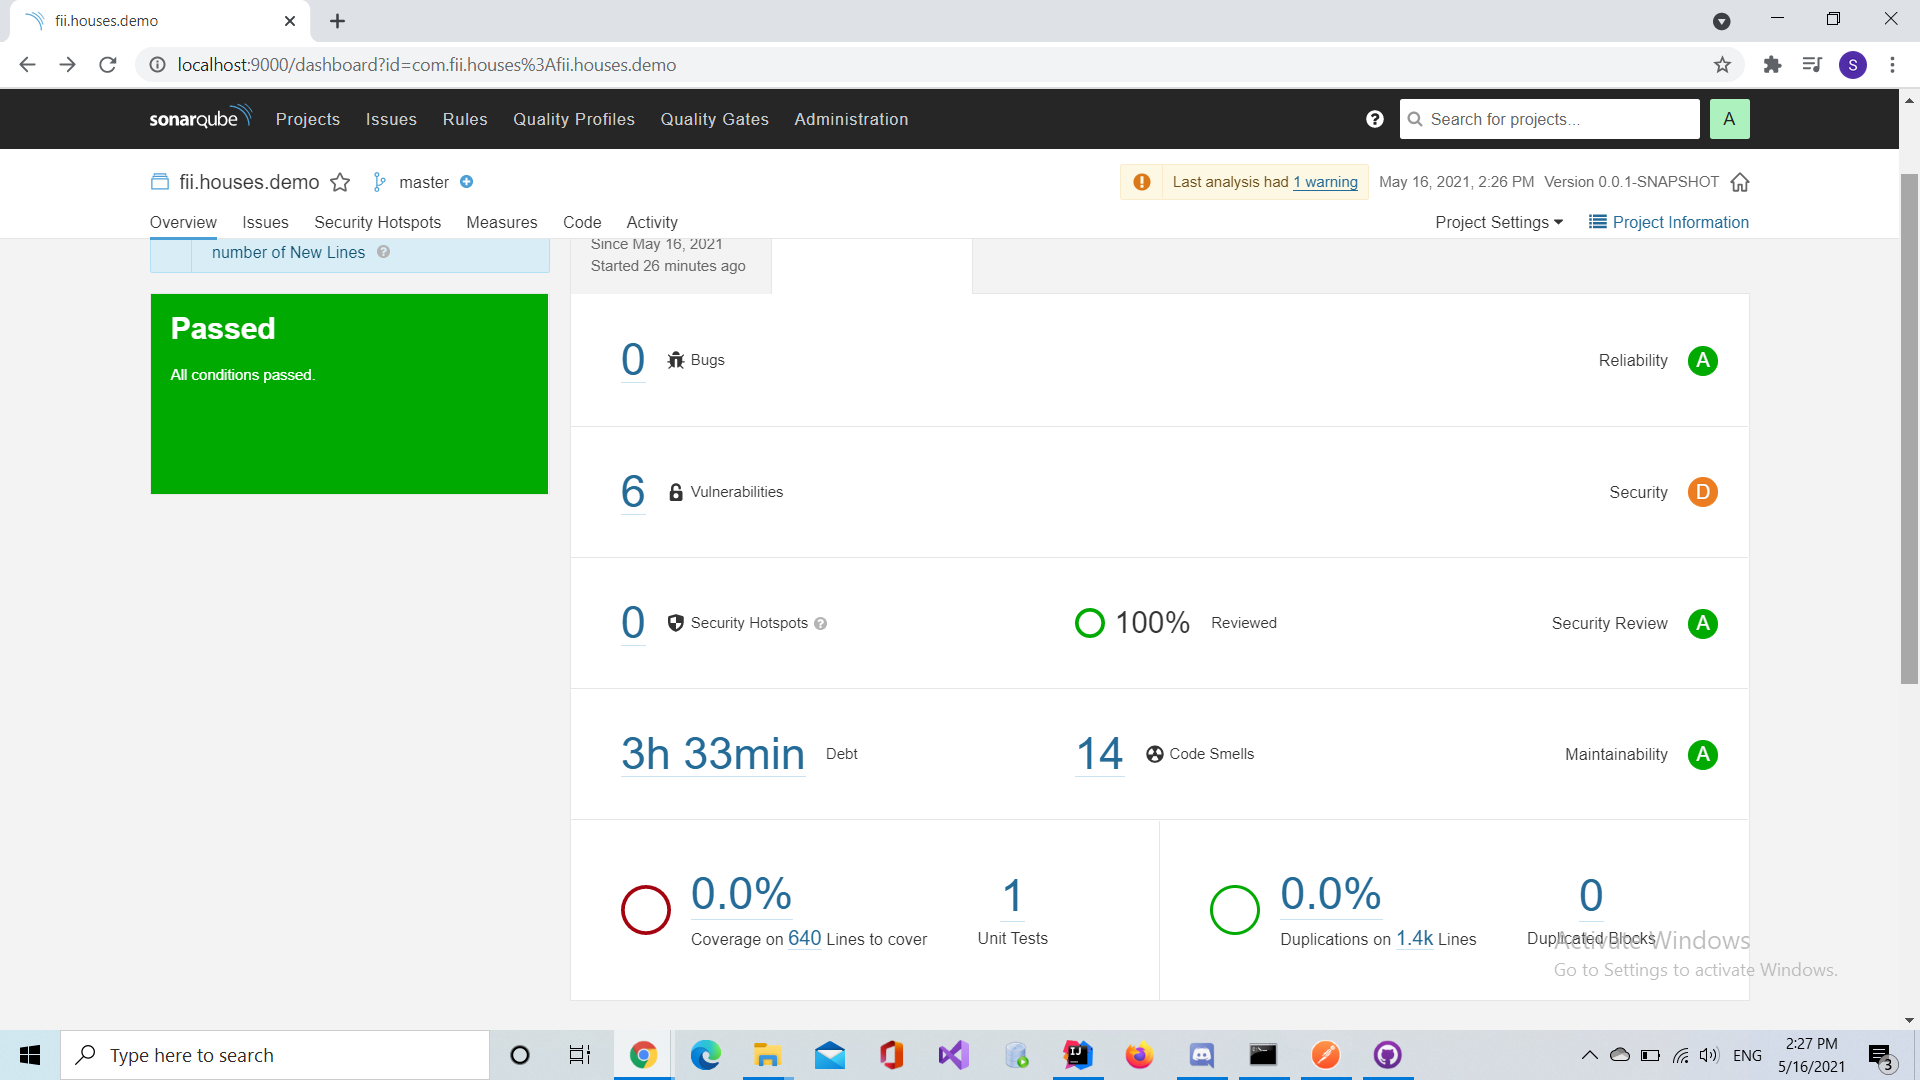 fii.houses.demo
localhost:9000/dashboard?id=com.fii.houses%3Afii.houses.demo
S
sonarqube Projects Issues Rules Quality Profiles Quality Gates Administration
Search for projects...
A
fii.houses.demo master
Last analysis had 1 warning May 16, 2021, 2:26 PM Version 0.0.1-SNAPSHOT
Overview Issues Security Hotspots Measures Code Activity
Project Settings Project Information
number of New Lines
Since May 16, 2021
Started 26 minutes ago
Passed
All conditions passed.
0 Bugs Reliability A
6 Vulnerabilities Security D
0 Security Hotspots 100% Reviewed Security Review A
3h 33min Debt 14 Code Smells Maintainability A
0.0%
Coverage on 640 Lines to cover
1
Unit Tests
0.0%
Duplications on 1.4k Lines
0
Duplicated Blocks
Activate Windows
Go to Settings to activate Windows.
Type here to search
ENG
2:27 PM
5/16/2021
3